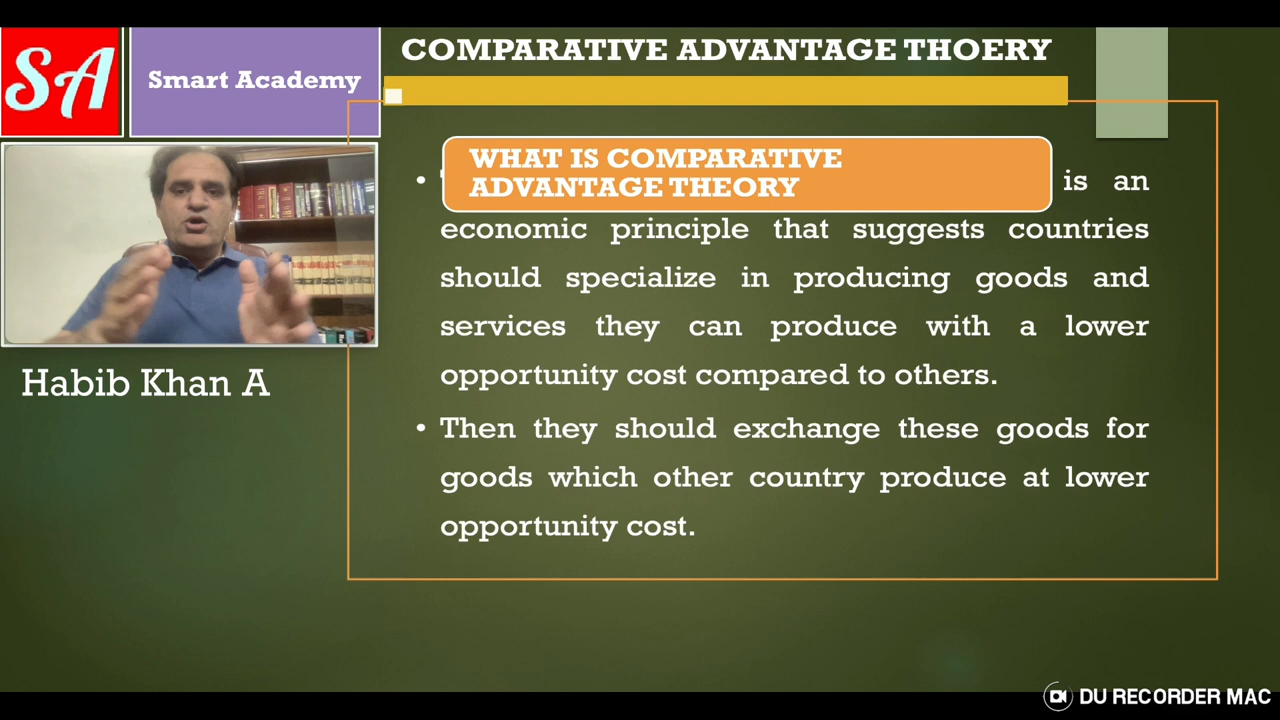 SA
Smart Academy
COMPARATIVE ADVANTAGE THOERY
WHAT IS COMPARATIVE
ADVANTAGE THEORY
• is an
economic principle that suggests countries
should specialize in producing goods and
services they can produce with a lower
opportunity cost compared to others.
• Then they should exchange these goods for
goods which other country produce at lower
opportunity cost.
Habib Khan A
DU RECORDER MAC